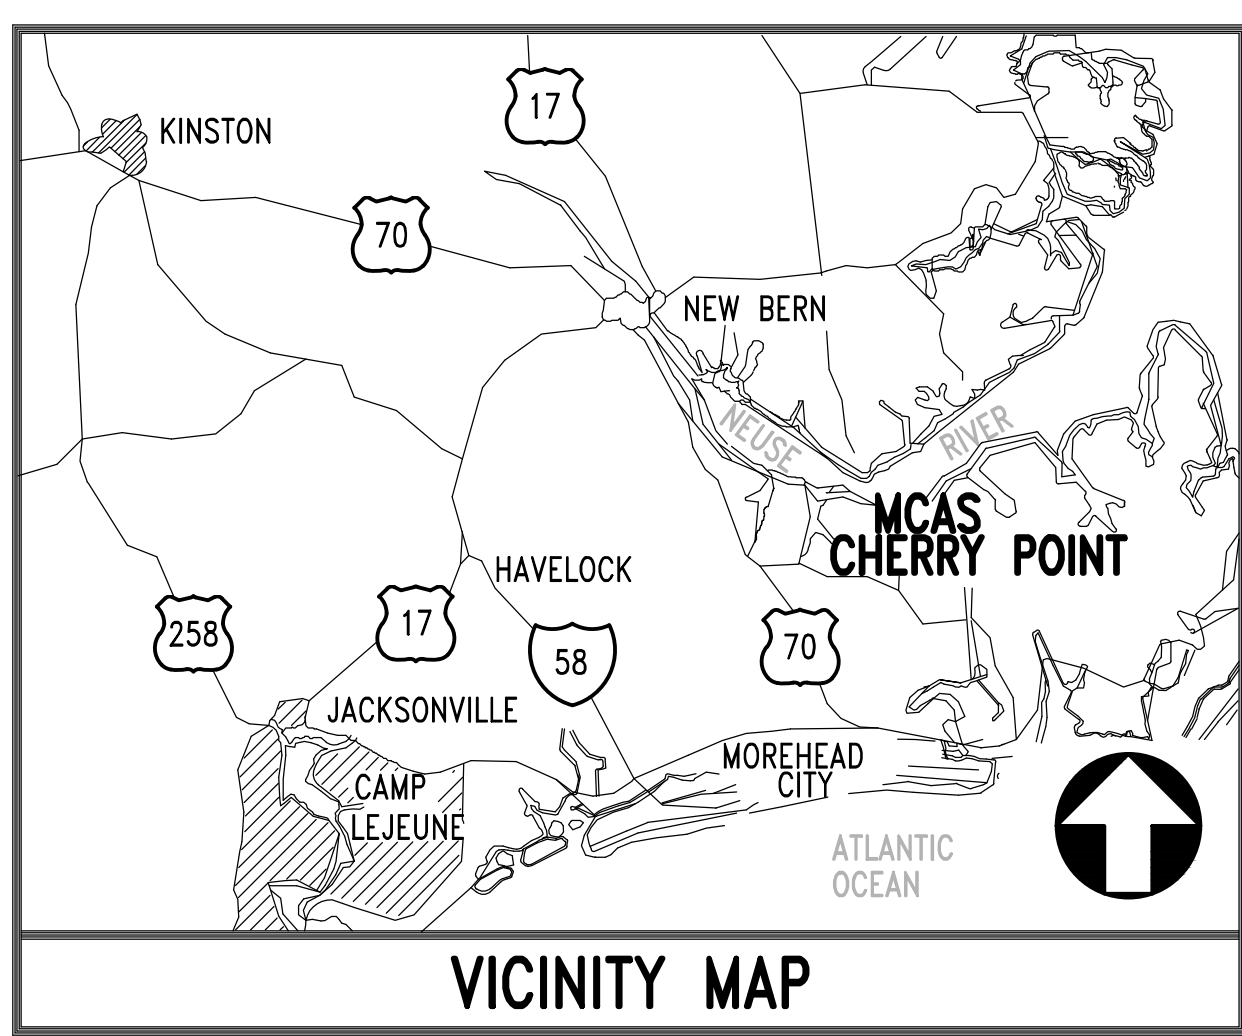 17
KINSTON
70
NEW BERN
NEUSE
RIVER
MCAS
CHERRY POINT
HAVELOCK
258
17
58
70
JACKSONVILLE
MOREHEAD
CITY
CAMP
LEJEUNE
ATLANTIC
OCEAN
VICINITY MAP